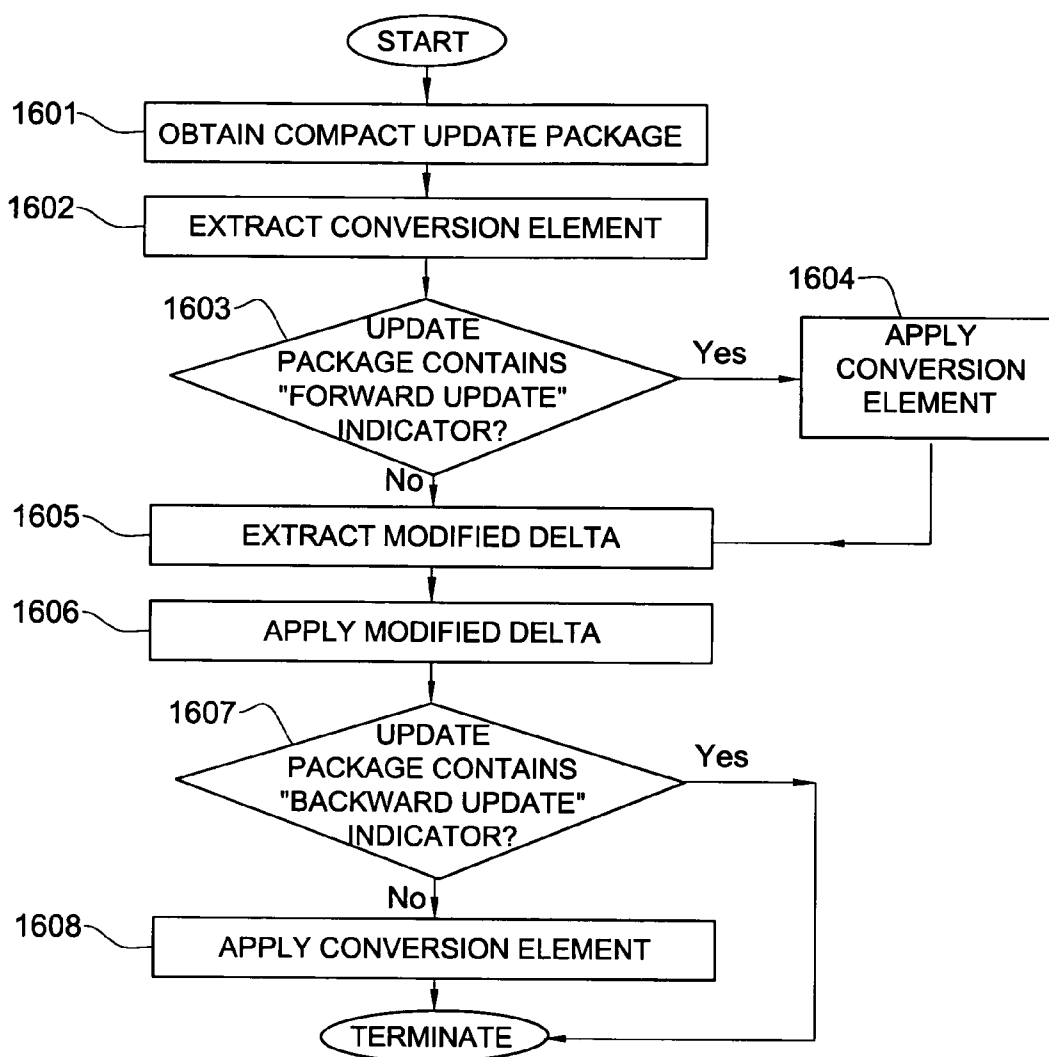 START
1601
OBTAIN COMPACT UPDATE PACKAGE
1602
EXTRACT CONVERSION ELEMENT
1603
UPDATE
PACKAGE CONTAINS
"FORWARD UPDATE"
INDICATOR?
Yes
1604
APPLY
CONVERSION
ELEMENT
No
1605
EXTRACT MODIFIED DELTA
1606
APPLY MODIFIED DELTA
1607
UPDATE
PACKAGE CONTAINS
"BACKWARD UPDATE"
INDICATOR?
Yes
No
1608
APPLY CONVERSION ELEMENT
TERMINATE